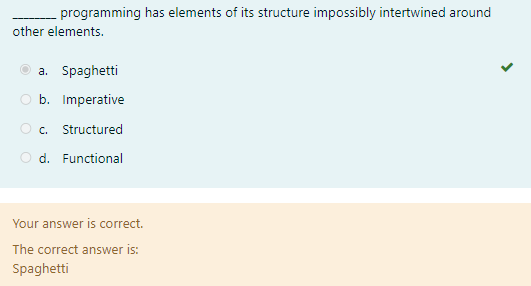 ________ programming has elements of its structure impossibly intertwined around
other elements.
a. Spaghetti
b. Imperative
c. Structured
d. Functional
Your answer is correct.
The correct answer is:
Spaghetti